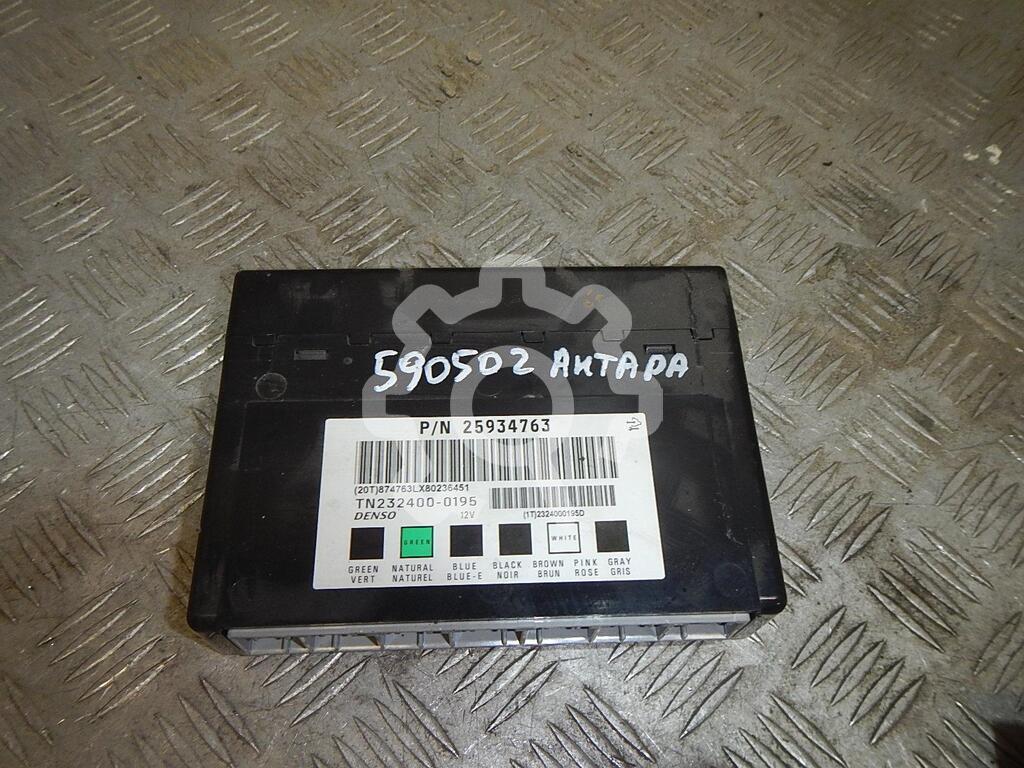 590502 АНТАРА
P/N 25934763
(20T)874763LX80236451
TN232400-0195
DENSO 12V (1T)2324000195D
GREEN WHITE
GREEN NATURAL BLUE BLACK BROWN PINK GRAY
VERT NATUREL BLUE-E NOIR BRUN ROSE GRIS